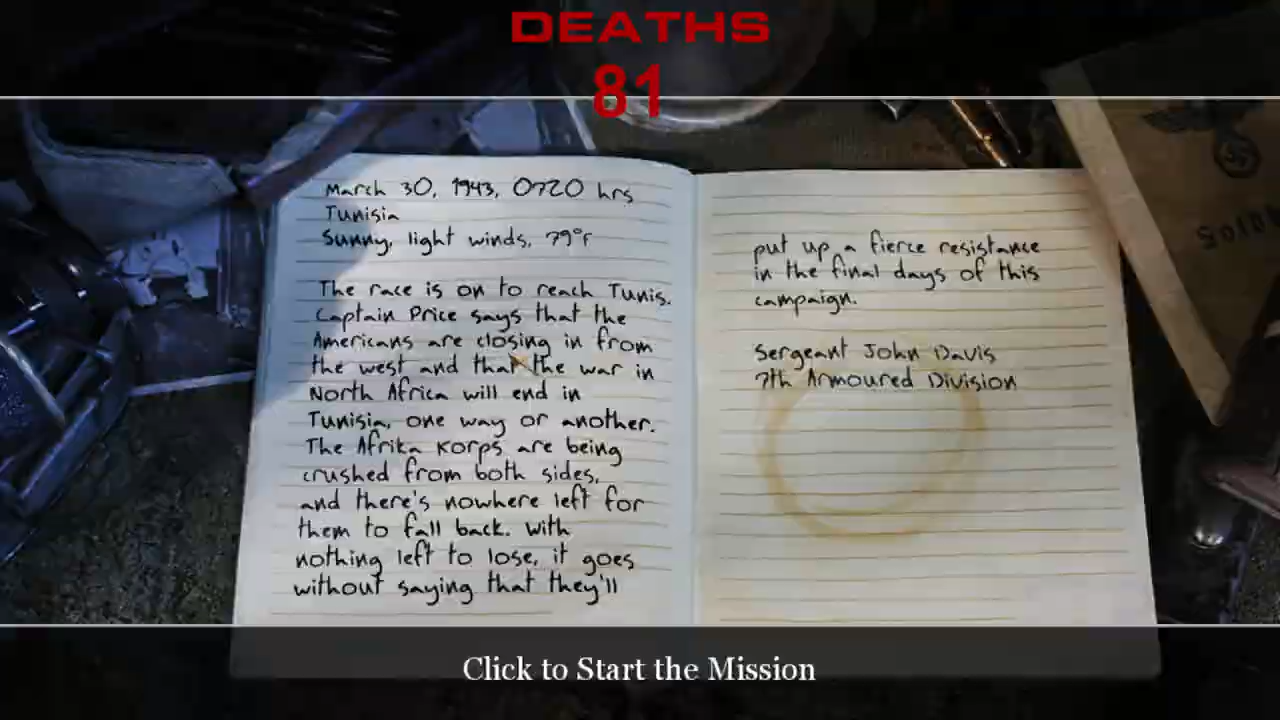 DEATHS
81
March 30, 1943, 0720 hrs
Tunisia
Sunny, light winds, 79°F
The race is on to reach Tunis.
Captain Price says that the
Americans are closing in from
the west and that the war in
North Africa will end in
Tunisia, one way or another.
The Afrika Korps are being
crushed from both sides,
and there's nowhere left for
them to fall back. With
nothing left to lose, it goes
without saying that they'll
put up a fierce resistance
in the final days of this
campaign.
Sergeant John Davis
7th Armoured Division
Click to Start the Mission